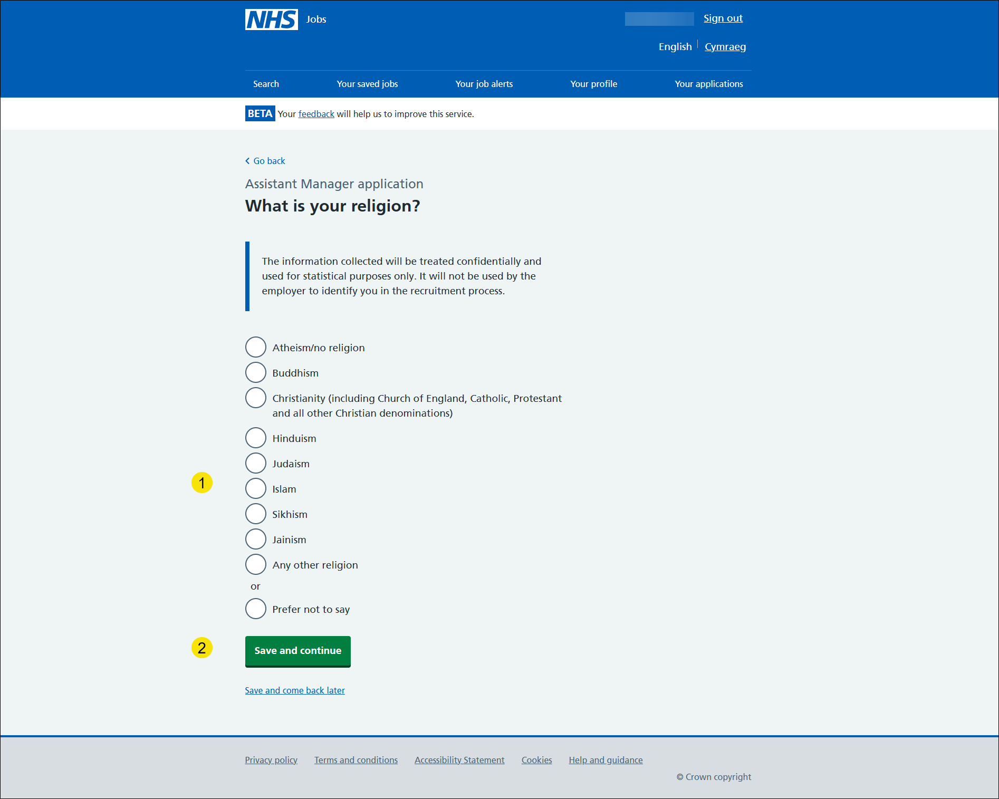 NHS Jobs
Sign out
English Cymraeg
Search Your saved jobs Your job alerts Your profile Your applications
BETA Your feedback will help us to improve this service.
Go back
Assistant Manager application
What is your religion?
The information collected will be treated confidentially and
used for statistical purposes only. It will not be used by the
employer to identify you in the recruitment process.
Atheism/no religion
Buddhism
Christianity (including Church of England, Catholic, Protestant
and all other Christian denominations)
Hinduism
Judaism
1
Islam
Sikhism
Jainism
Any other religion
or
Prefer not to say
2 Save and continue
Save and come back later
Privacy policy Terms and conditions Accessibility Statement Cookies Help and guidance
© Crown copyright